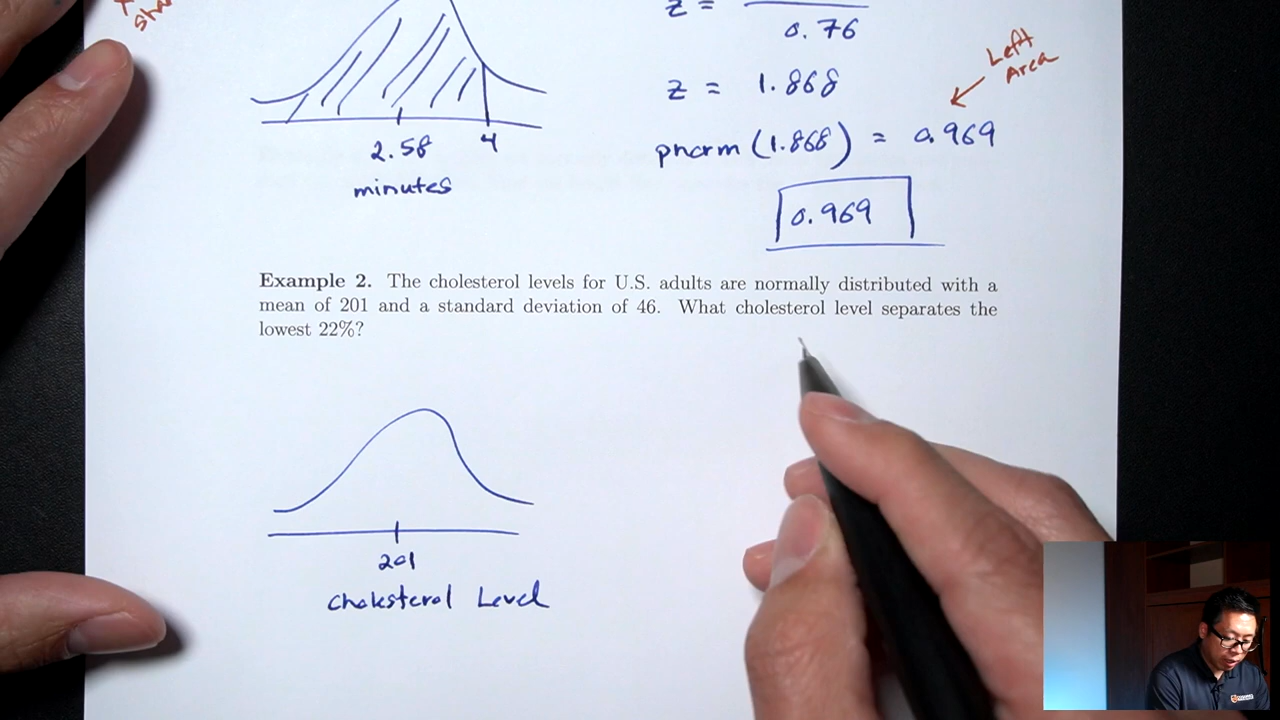 sha
z =
0.76
z = 1.868
Left
Area
pnorm (1.868) = 0.969
2.58 4
minutes
0.969
Example 2. The cholesterol levels for U.S. adults are normally distributed with a
mean of 201 and a standard deviation of 46. What cholesterol level separates the
lowest 22%?
201
Cholesterol Level